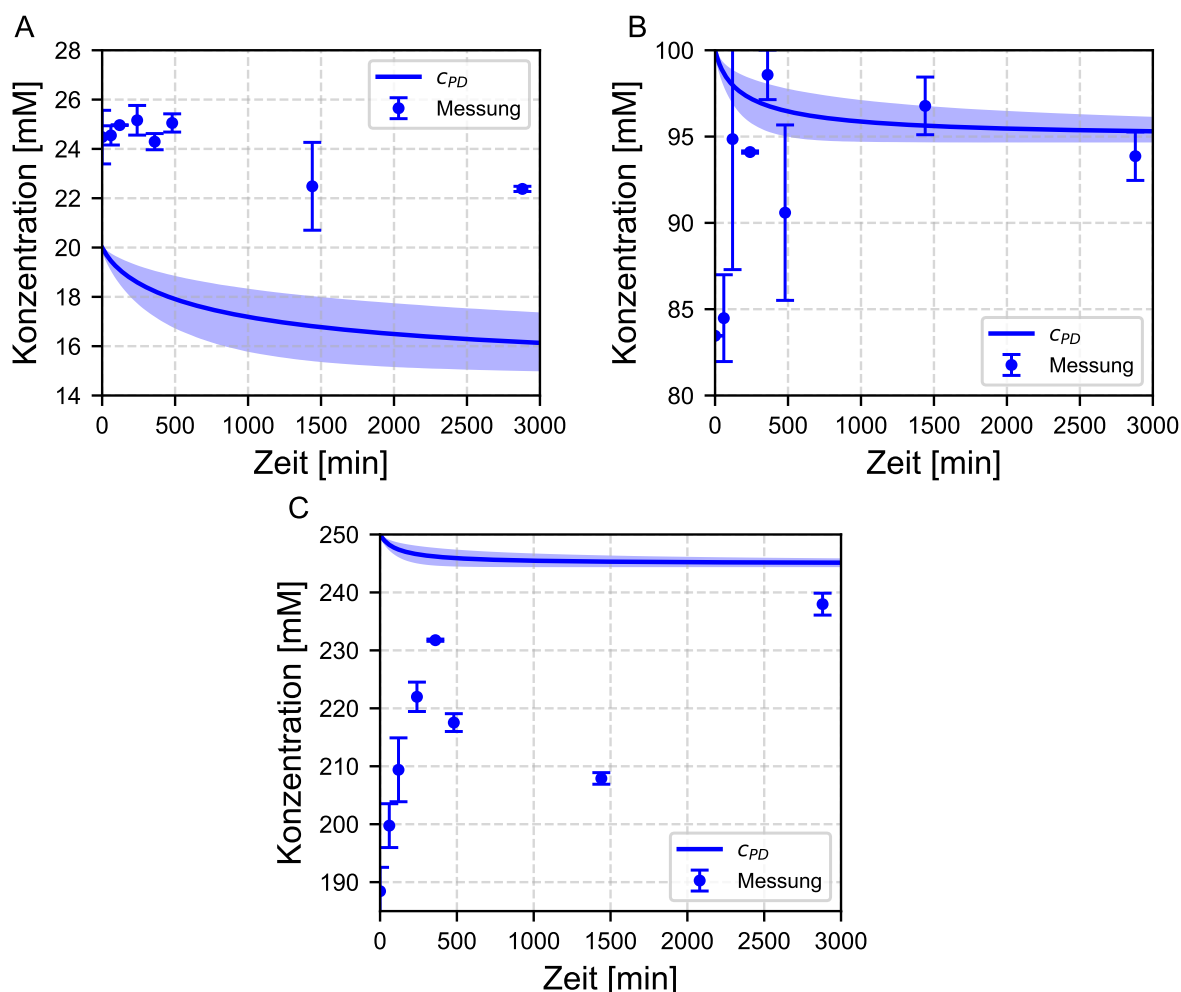 A
Konzentration [mM]
28
26
24
22
20
18
16
14
0 500 1000 1500 2000 2500 3000
Zeit [min]
c_PD
Messung
B
Konzentration [mM]
100
95
90
85
80
0 500 1000 1500 2000 2500 3000
Zeit [min]
c_PD
Messung
C
Konzentration [mM]
250
240
230
220
210
200
190
0 500 1000 1500 2000 2500 3000
Zeit [min]
c_PD
Messung